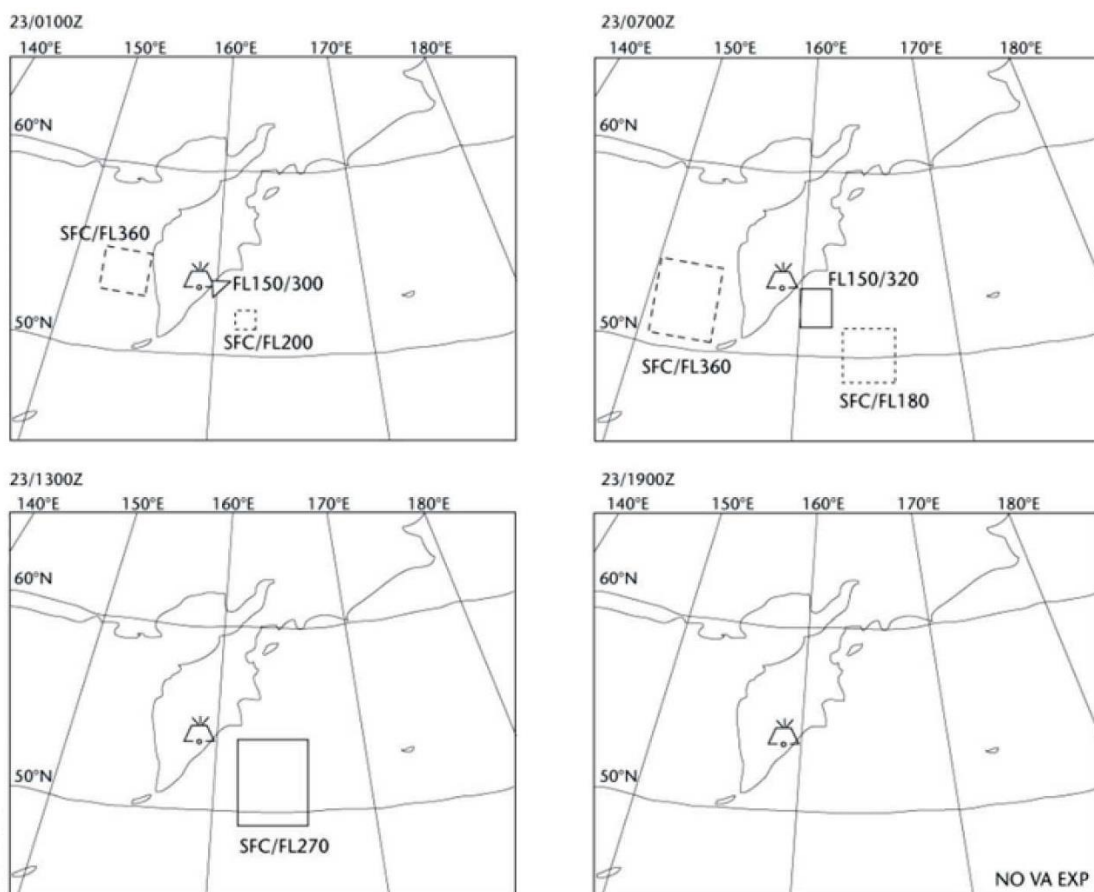 23/0100Z
140°E 150°E 160°E 170°E 180°E
60°N
SFC/FL360
FL150/300
50°N
SFC/FL200
23/0700Z
140°E 150°E 160°E 170°E 180°E
60°N
FL150/320
50°N
SFC/FL360
SFC/FL180
23/1300Z
140°E 150°E 160°E 170°E 180°E
60°N
50°N
SFC/FL270
23/1900Z
140°E 150°E 160°E 170°E 180°E
60°N
50°N
NO VA EXP